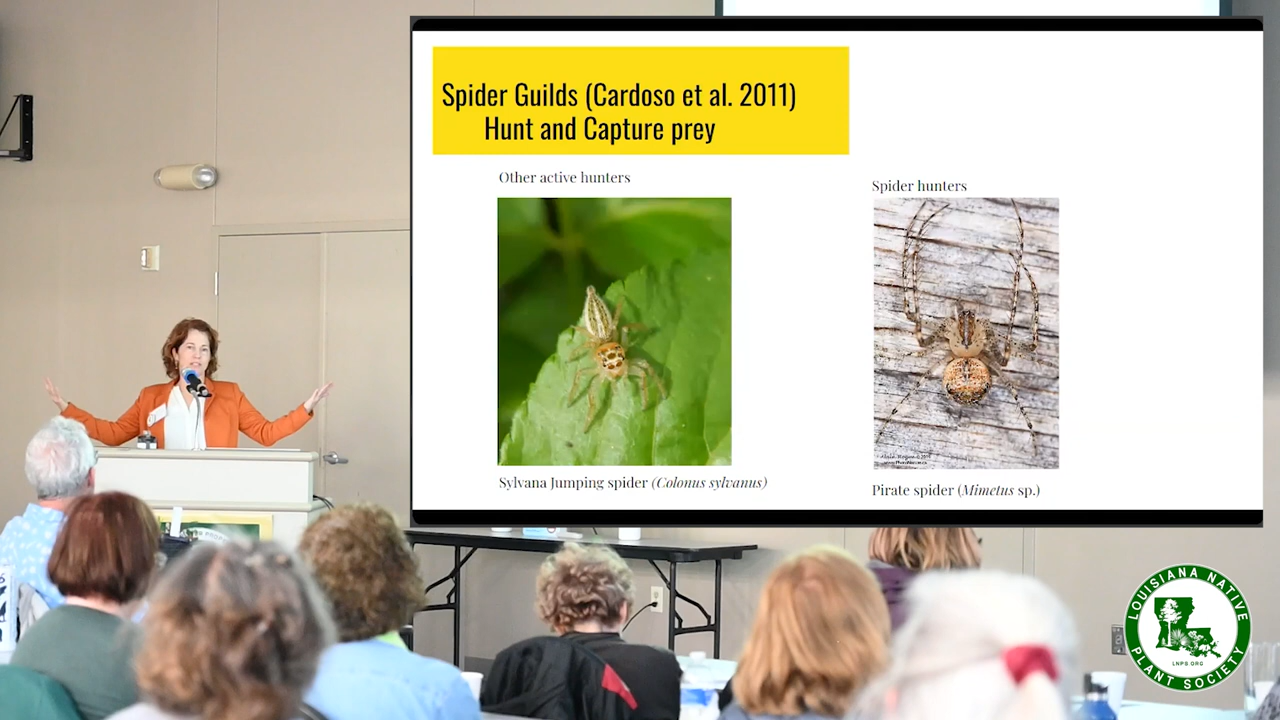 Spider Guilds (Cardoso et al. 2011)
Hunt and Capture prey
Other active hunters
Spider hunters
Sylvana Jumping spider (Colonus sylvanus)
Pirate spider (Mimetus sp.)
LOUISIANA NATIVE
PLANT SOCIETY
LNPS.ORG